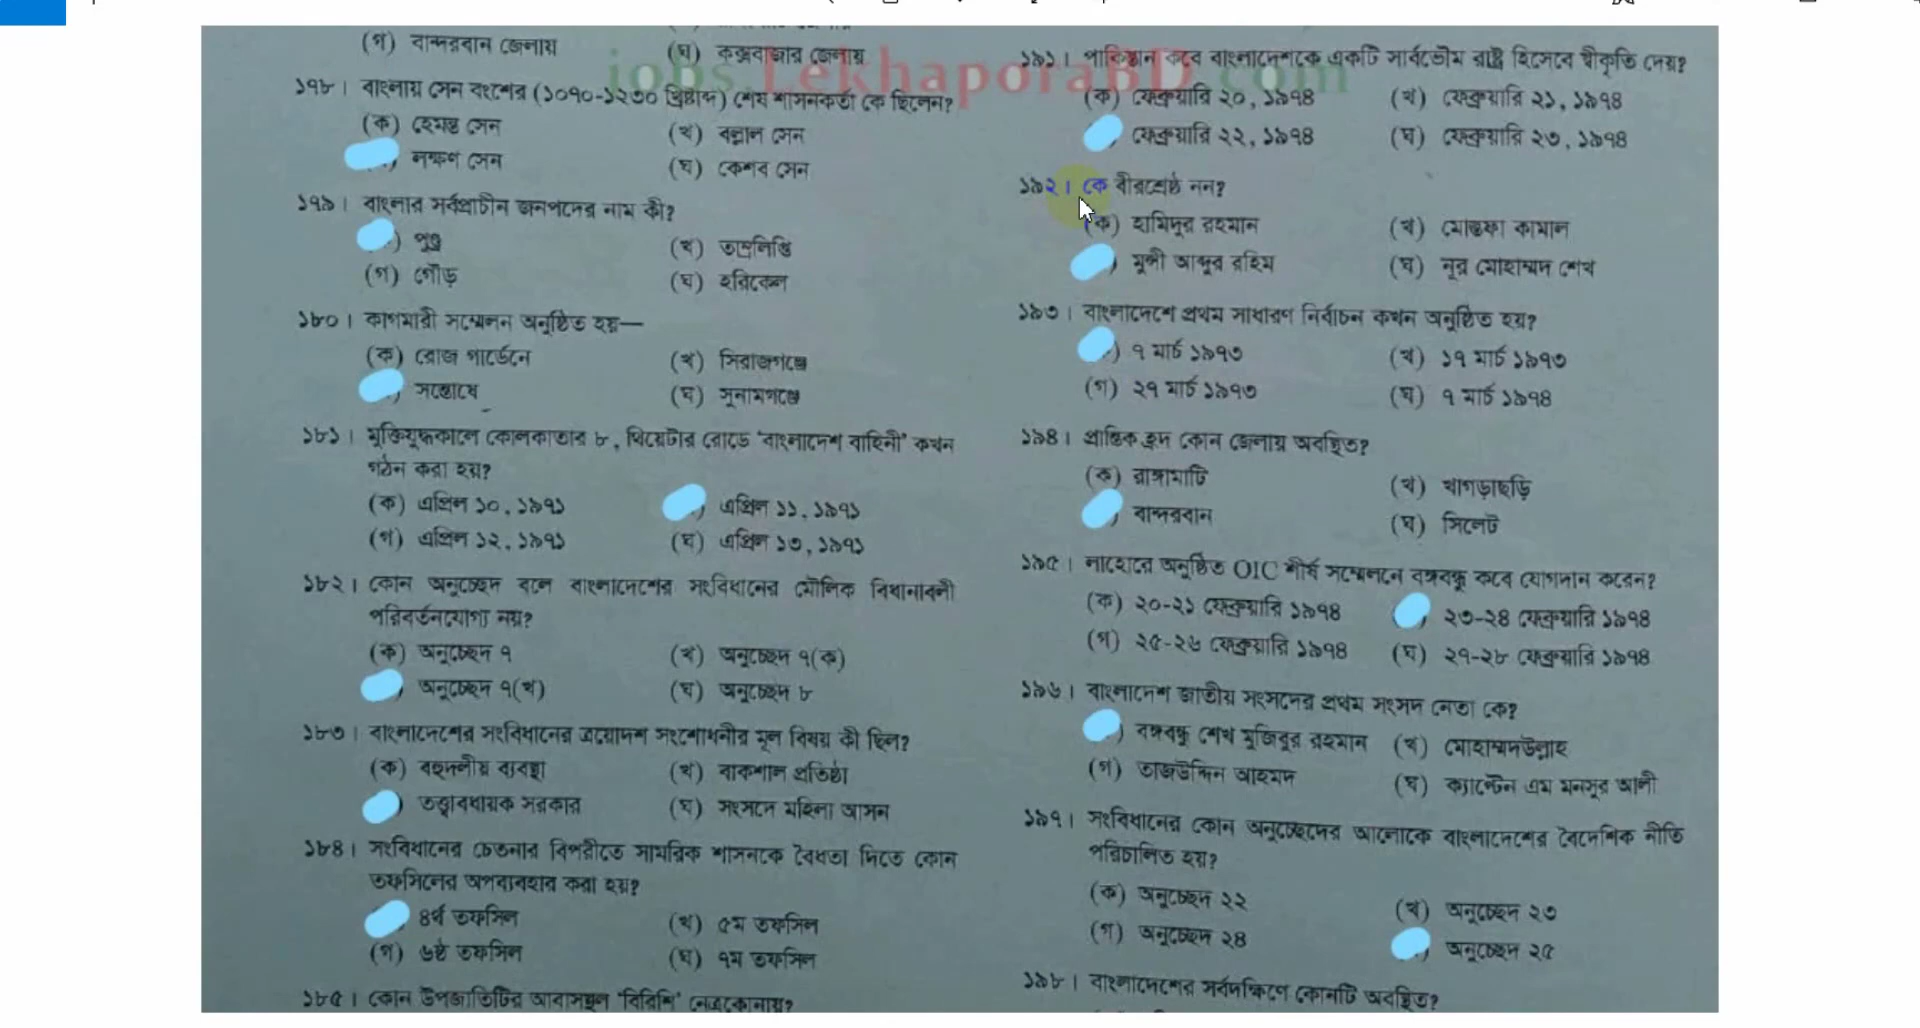 (গ) বান্দরবান জেলায়
(ঘ) কক্সবাজার জেলায়
jobs.LekhaporaBD.com
১৭৮। বাংলায় সেন বংশের (১০৭০-১২৩০ খ্রিষ্টাব্দ) শেষ শাসনকর্তা কে ছিলেন?
(ক) হেমন্ত সেন
(খ) বল্লাল সেন
) লক্ষণ সেন
(ঘ) কেশব সেন
১৭৯। বাংলার সর্বপ্রাচীন জনপদের নাম কী?
) পুণ্ড্র
(খ) তাম্রলিপ্তি
(গ) গৌড়
(ঘ) হরিকেল
১৮০। কাগমারী সম্মেলন অনুষ্ঠিত হয়—
(ক) রোজ গার্ডেনে
(খ) সিরাজগঞ্জে
) সন্তোষে
(ঘ) সুনামগঞ্জে
১৮১। মুক্তিযুদ্ধকালে কোলকাতার ৮, থিয়েটার রোডে 'বাংলাদেশ বাহিনী' কখন
গঠন করা হয়?
(ক) এপ্রিল ১০, ১৯৭১
) এপ্রিল ১১, ১৯৭১
(গ) এপ্রিল ১২, ১৯৭১
(ঘ) এপ্রিল ১৩, ১৯৭১
১৮২। কোন অনুচ্ছেদ বলে বাংলাদেশের সংবিধানের মৌলিক বিধানাবলী
পরিবর্তনযোগ্য নয়?
(ক) অনুচ্ছেদ ৭
(খ) অনুচ্ছেদ ৭(ক)
) অনুচ্ছেদ ৭(খ)
(ঘ) অনুচ্ছেদ ৮
১৮৩। বাংলাদেশের সংবিধানের ত্রয়োদশ সংশোধনীর মূল বিষয় কী ছিল?
(ক) বহুদলীয় ব্যবস্থা
(খ) বাকশাল প্রতিষ্ঠা
) তত্ত্বাবধায়ক সরকার
(ঘ) সংসদে মহিলা আসন
১৮৪। সংবিধানের চেতনার বিপরীতে সামরিক শাসনকে বৈধতা দিতে কোন
তফসিলের অপব্যবহার করা হয়?
৪র্থ তফসিল
(খ) ৫ম তফসিল
(গ) ৬ষ্ঠ তফসিল
(ঘ) ৭ম তফসিল
১৮৫। কোন উপজাতিটির আবাসস্থল 'বিরিশি' নেত্রকোনায়?
১৯১। পাকিস্তান কবে বাংলাদেশকে একটি সার্বভৌম রাষ্ট্র হিসেবে স্বীকৃতি দেয়?
(ক) ফেব্রুয়ারি ২০, ১৯৭৪
(খ) ফেব্রুয়ারি ২১, ১৯৭৪
) ফেব্রুয়ারি ২২, ১৯৭৪
(ঘ) ফেব্রুয়ারি ২৩, ১৯৭৪
১৯২। কে বীরশ্রেষ্ঠ নন?
(ক) হামিদুর রহমান
(খ) মোস্তফা কামাল
) মুন্সী আব্দুর রহিম
(ঘ) নূর মোহাম্মদ শেখ
১৯৩। বাংলাদেশে প্রথম সাধারণ নির্বাচন কখন অনুষ্ঠিত হয়?
) ৭ মার্চ ১৯৭৩
(খ) ১৭ মার্চ ১৯৭৩
(গ) ২৭ মার্চ ১৯৭৩
(ঘ) ৭ মার্চ ১৯৭৪
১৯৪। প্রান্তিক হ্রদ কোন জেলায় অবস্থিত?
(ক) রাঙ্গামাটি
(খ) খাগড়াছড়ি
) বান্দরবান
(ঘ) সিলেট
১৯৫। লাহোরে অনুষ্ঠিত OIC শীর্ষ সম্মেলনে বঙ্গবন্ধু কবে যোগদান করেন?
(ক) ২০-২১ ফেব্রুয়ারি ১৯৭৪
) ২৩-২৪ ফেব্রুয়ারি ১৯৭৪
(গ) ২৫-২৬ ফেব্রুয়ারি ১৯৭৪
(ঘ) ২৭-২৮ ফেব্রুয়ারি ১৯৭৪
১৯৬। বাংলাদেশ জাতীয় সংসদের প্রথম সংসদ নেতা কে?
) বঙ্গবন্ধু শেখ মুজিবুর রহমান
(খ) মোহাম্মদউল্লাহ
(গ) তাজউদ্দিন আহমদ
(ঘ) ক্যাপ্টেন এম মনসুর আলী
১৯৭। সংবিধানের কোন অনুচ্ছেদের আলোকে বাংলাদেশের বৈদেশিক নীতি
পরিচালিত হয়?
(ক) অনুচ্ছেদ ২২
(খ) অনুচ্ছেদ ২৩
(গ) অনুচ্ছেদ ২৪
) অনুচ্ছেদ ২৫
১৯৮। বাংলাদেশের সর্বদক্ষিণে কোনটি অবস্থিত?